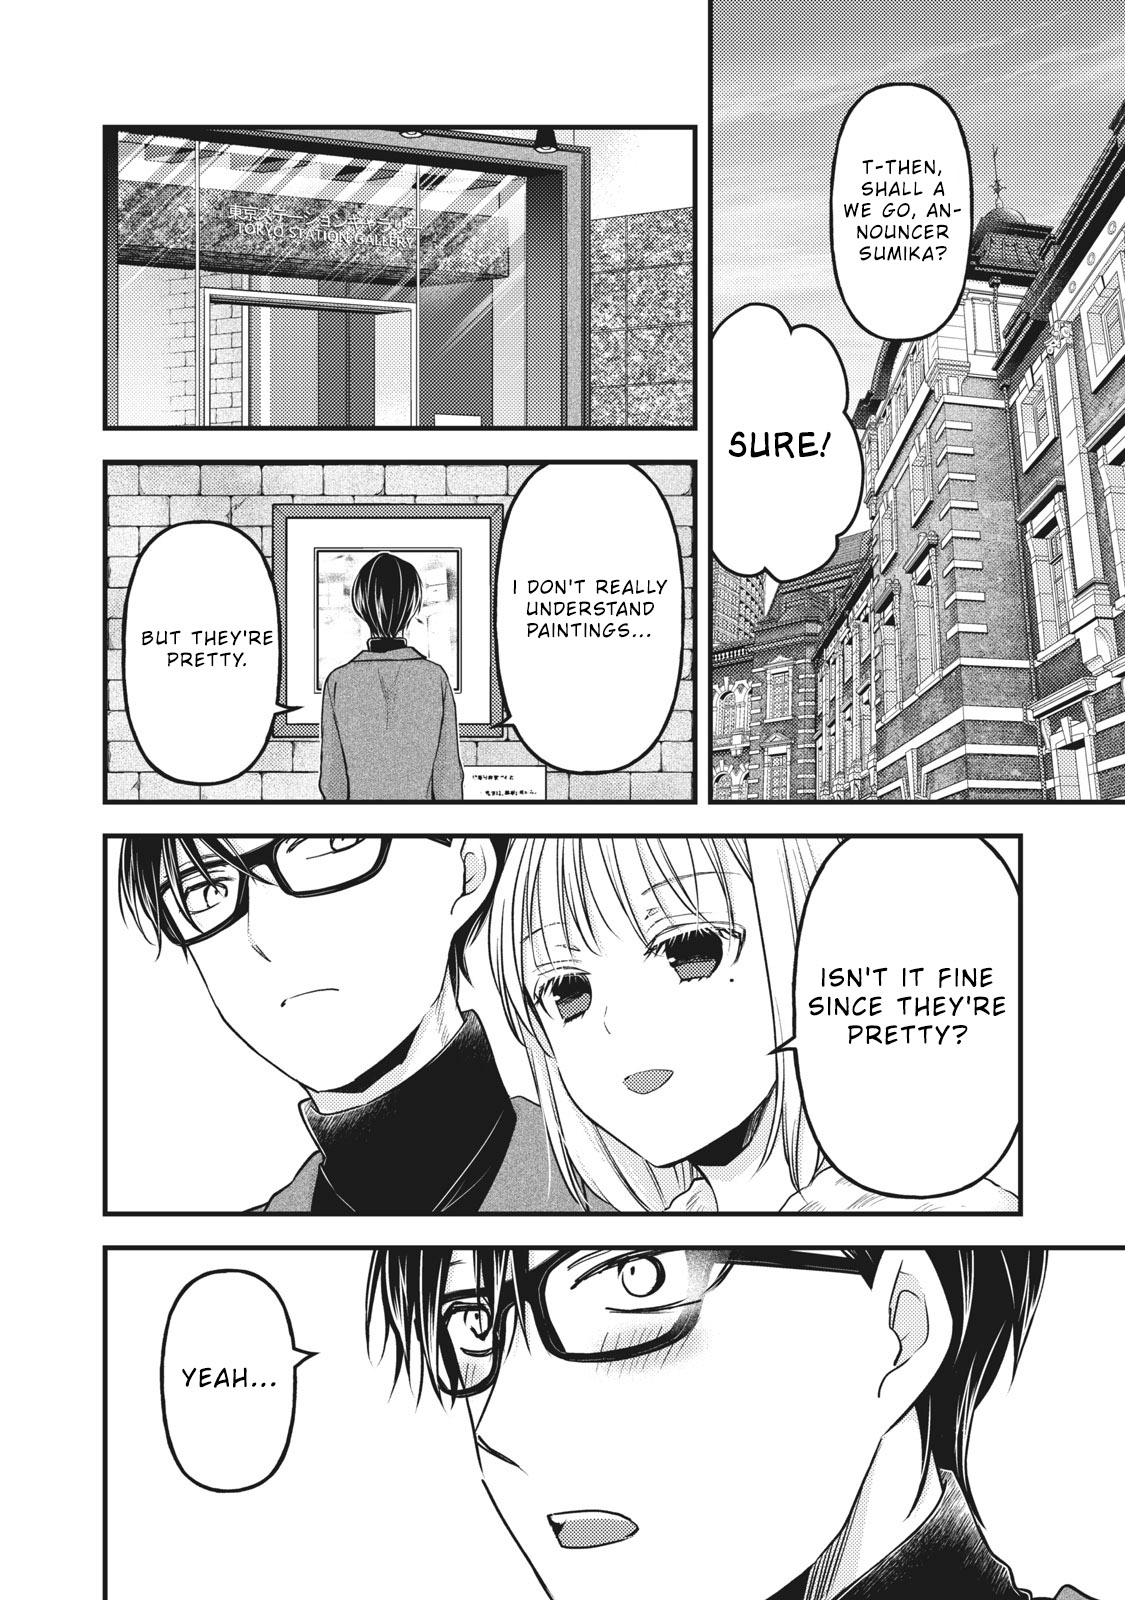 T-THEN,
SHALL A
WE GO, AN-
NOUNCER
SUMIKA?
SURE!
東京ステーションギャラリー
TOKYO STATION GALLERY
I DON'T REALLY
UNDERSTAND
PAINTINGS...
BUT THEY'RE
PRETTY.
ISN'T IT FINE
SINCE THEY'RE
PRETTY?
YEAH...